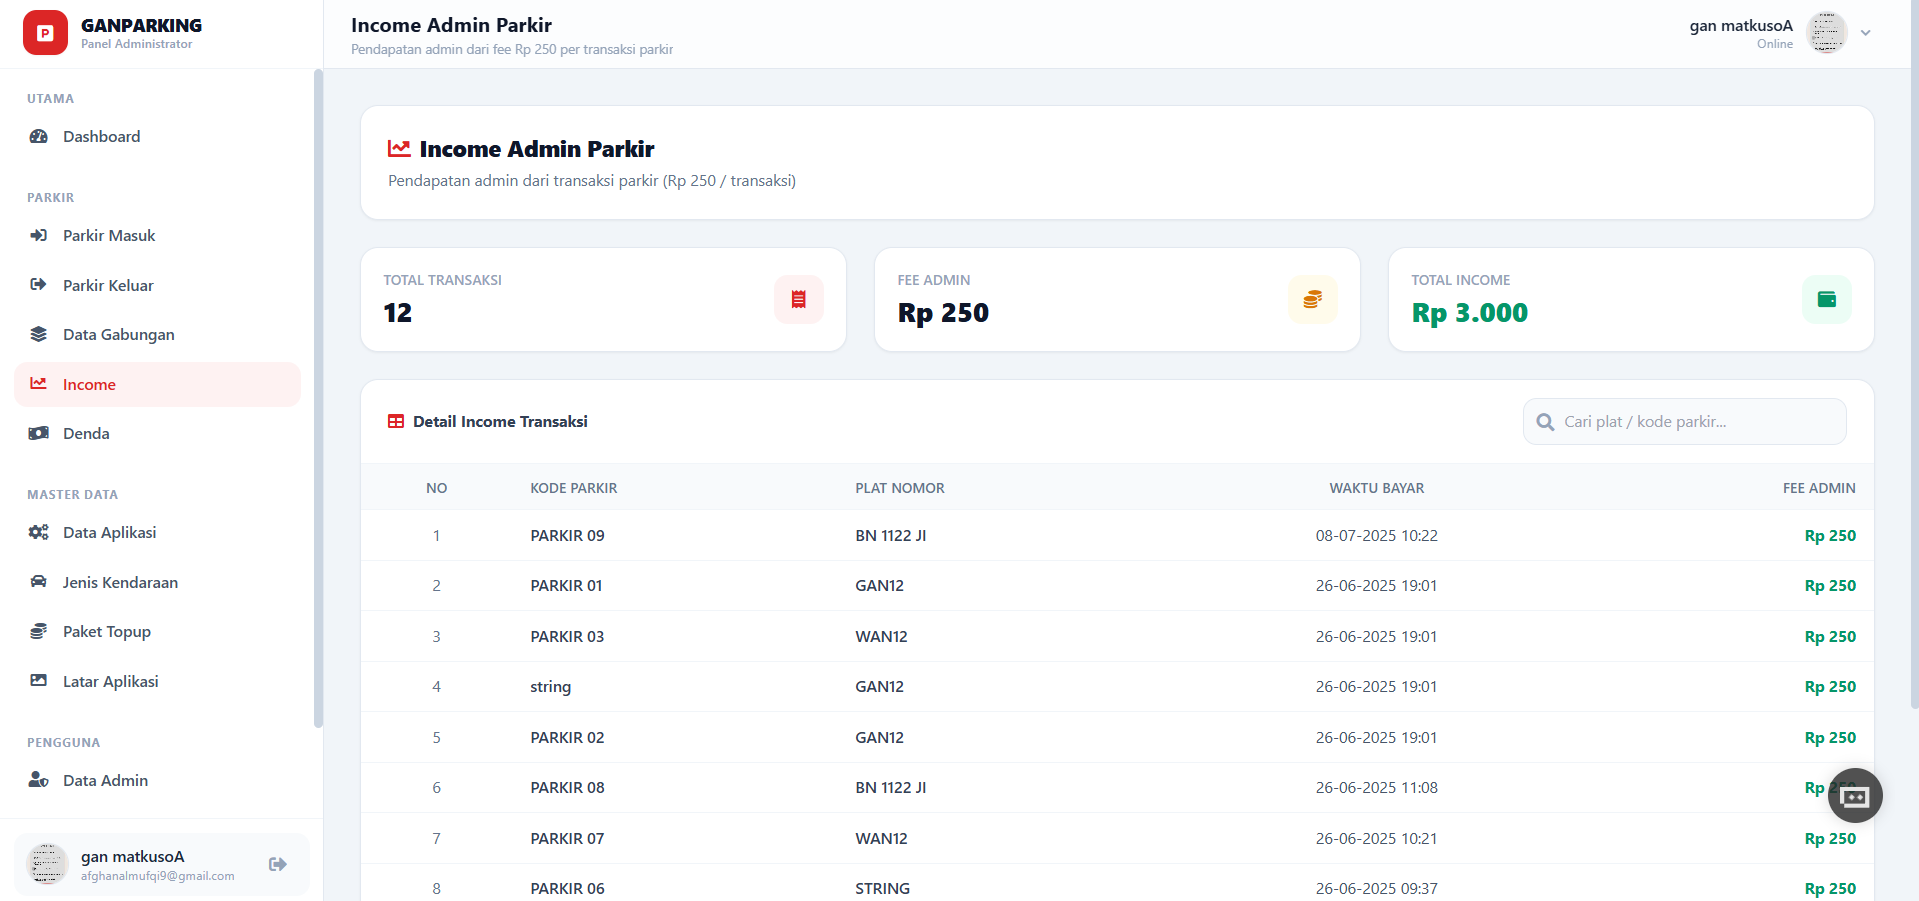 GANPARKING
Panel Administrator
UTAMA
Dashboard
PARKIR
Parkir Masuk
Parkir Keluar
Data Gabungan
Income
Denda
MASTER DATA
Data Aplikasi
Jenis Kendaraan
Paket Topup
Latar Aplikasi
PENGGUNA
Data Admin
gan matkusoA
afghanalmufqi9@gmail.com
Income Admin Parkir
Pendapatan admin dari fee Rp 250 per transaksi parkir
gan matkusoA
Online
Income Admin Parkir
Pendapatan admin dari transaksi parkir (Rp 250 / transaksi)
TOTAL TRANSAKSI
12
FEE ADMIN
Rp 250
TOTAL INCOME
Rp 3.000
Detail Income Transaksi
Cari plat / kode parkir...
NO KODE PARKIR PLAT NOMOR WAKTU BAYAR FEE ADMIN
1 PARKIR 09 BN 1122 JI 08-07-2025 10:22 Rp 250
2 PARKIR 01 GAN12 26-06-2025 19:01 Rp 250
3 PARKIR 03 WAN12 26-06-2025 19:01 Rp 250
4 string GAN12 26-06-2025 19:01 Rp 250
5 PARKIR 02 GAN12 26-06-2025 19:01 Rp 250
6 PARKIR 08 BN 1122 JI 26-06-2025 11:08 Rp 250
7 PARKIR 07 WAN12 26-06-2025 10:21 Rp 250
8 PARKIR 06 STRING 26-06-2025 09:37 Rp 250